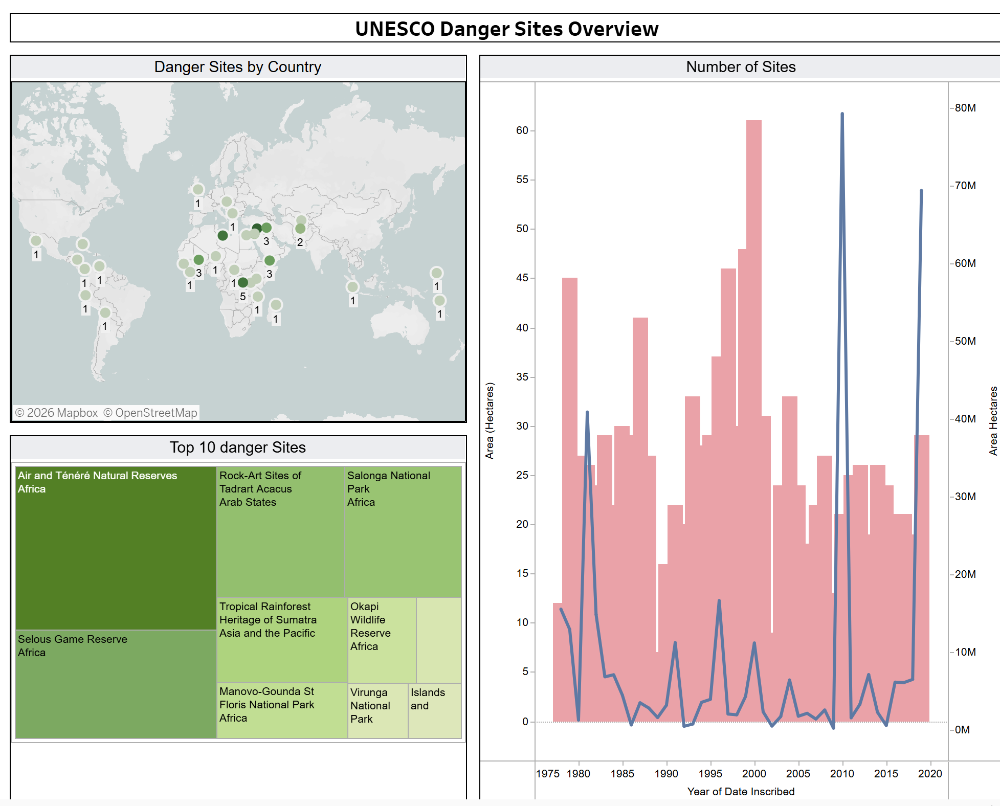 UNESCO Danger Sites Overview
Danger Sites by Country
1
1
3
2
1
3
1
3
1
1
1
1
1
5
1
1
1
1
1
1
© 2026 Mapbox © OpenStreetMap
Top 10 danger Sites
Air and Ténéré Natural Reserves
Africa
Selous Game Reserve
Africa
Rock-Art Sites of
Tadrart Acacus
Arab States
Salonga National
Park
Africa
Tropical Rainforest
Heritage of Sumatra
Asia and the Pacific
Manovo-Gounda St
Floris National Park
Africa
Okapi
Wildlife
Reserve
Africa
Virunga
National
Park
Islands
and
Number of Sites
Area (Hectares)
60
55
50
45
40
35
30
25
20
15
10
5
0
80M
70M
60M
50M
40M
30M
20M
10M
0M
Area Hectares
1975 1980 1985 1990 1995 2000 2005 2010 2015 2020
Year of Date Inscribed